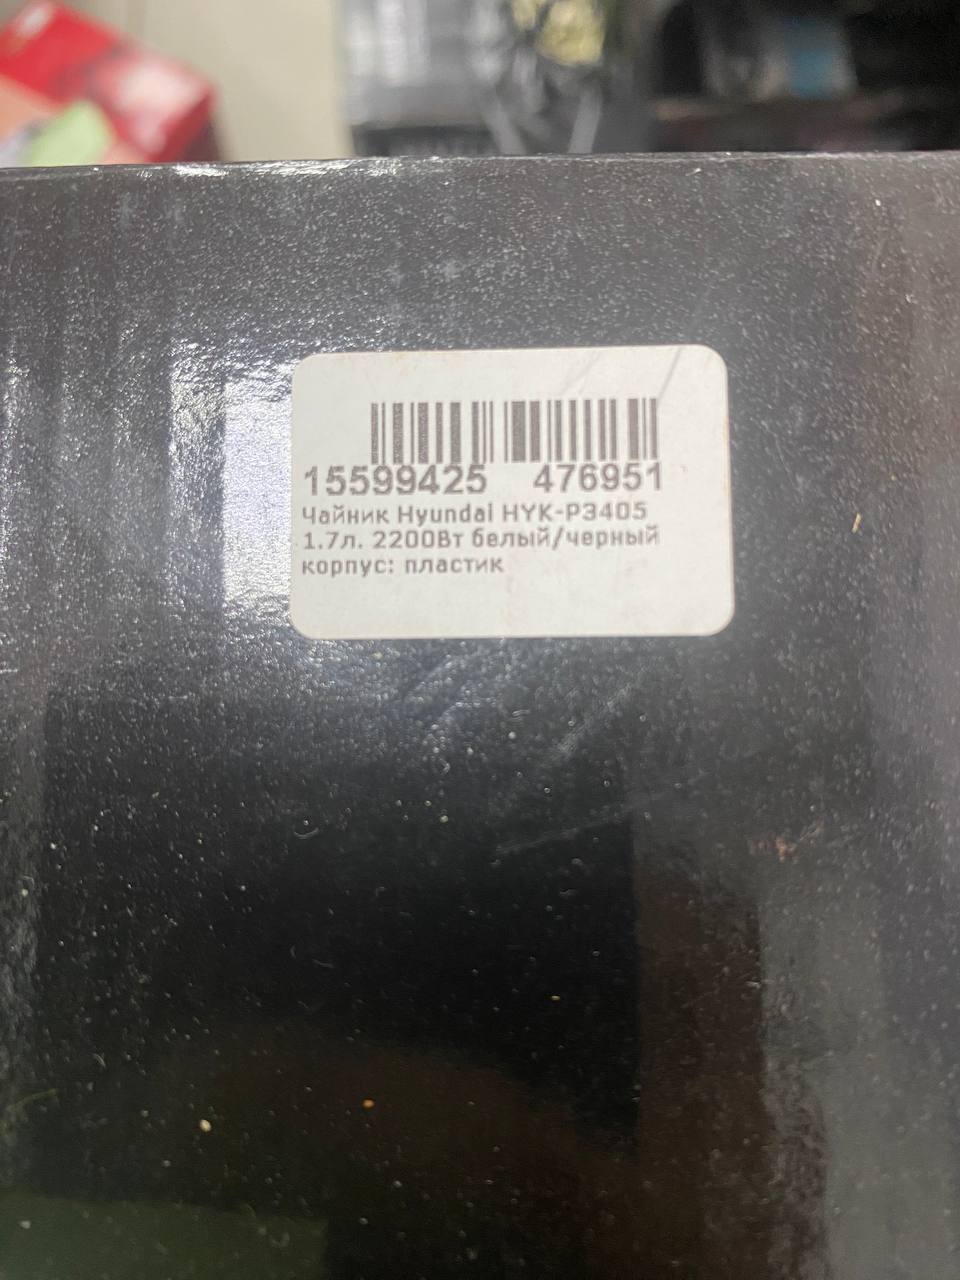 15599425 476951
Чайник Hyundai HYK-P3405
1.7л. 2200Вт белый/черный
корпус: пластик